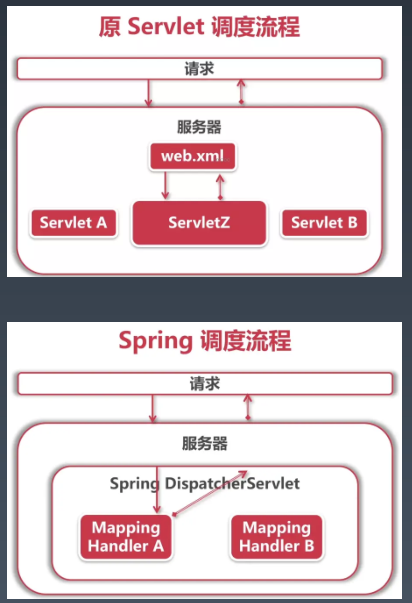 原 Servlet 调度流程
请求
服务器
web.xml
Servlet A
ServletZ
Servlet B
Spring 调度流程
请求
服务器
Spring DispatcherServlet
Mapping
Handler A
Mapping
Handler B